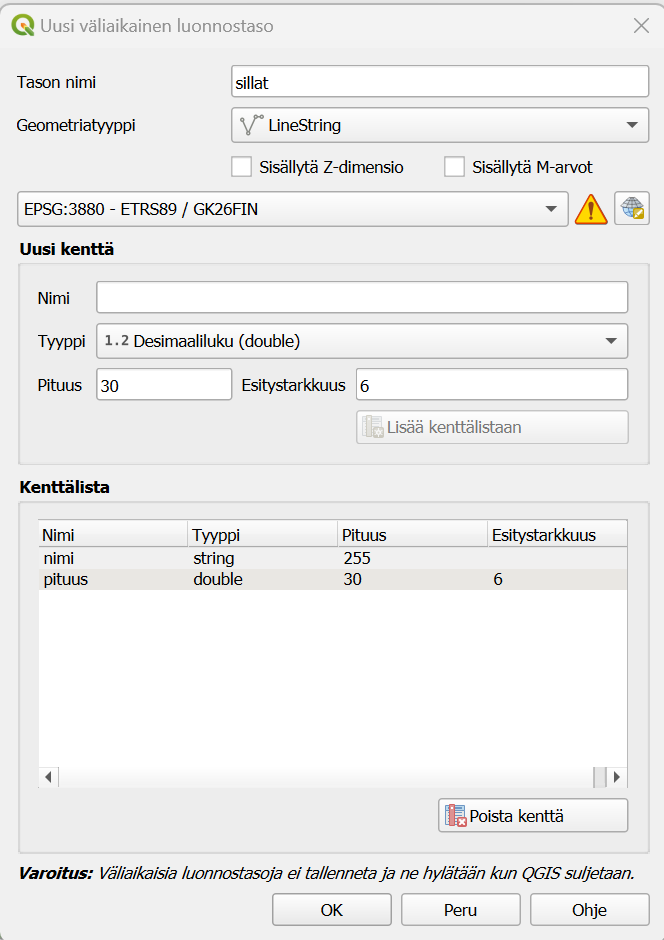 Uusi väliaikainen luonnostaso
Tason nimi sillat
Geometriatyyppi LineString
Sisällytä Z-dimensio Sisällytä M-arvot
EPSG:3880 - ETRS89 / GK26FIN
Uusi kenttä
Nimi
Tyyppi 1.2 Desimaaliluku (double)
Pituus 30 Esitystarkkuus 6
Lisää kenttälistaan
Kenttälista
Nimi Tyyppi Pituus Esitystarkkuus
nimi string 255
pituus double 30 6
Poista kenttä
Varoitus: Väliaikaisia luonnostasoja ei tallenneta ja ne hylätään kun QGIS suljetaan.
OK Peru Ohje